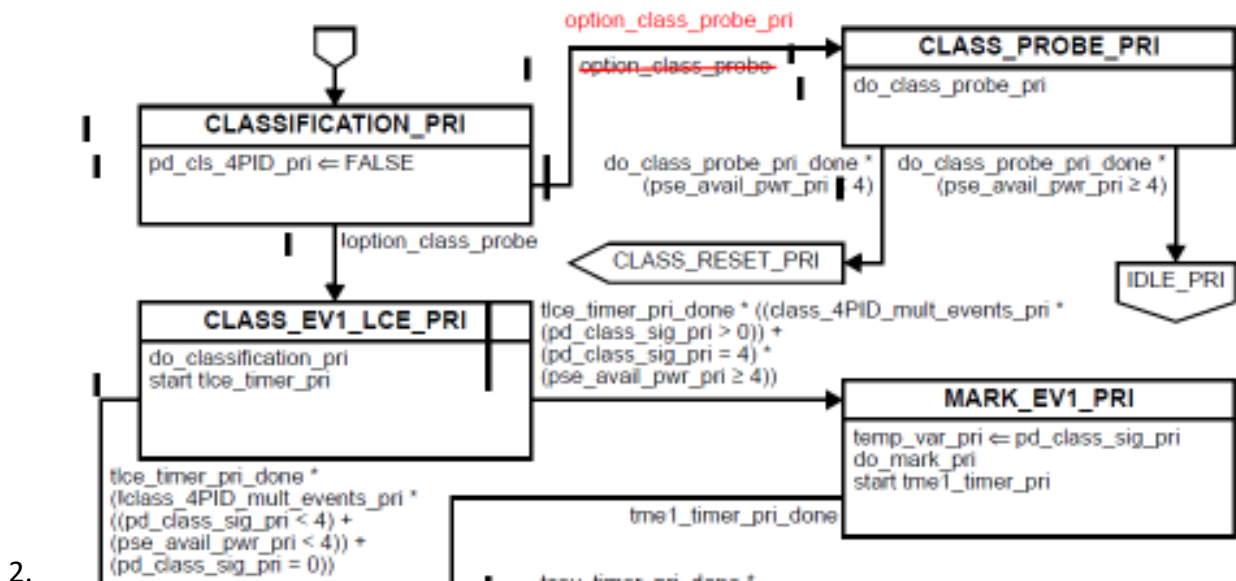 option_class_probe_pri
option_class_probe
CLASS_PROBE_PRI
do_class_probe_pri
CLASSIFICATION_PRI
pd_cls_4PID_pri ⇐ FALSE
do_class_probe_pri_done *
(pse_avail_pwr_pri 4)
do_class_probe_pri_done *
(pse_avail_pwr_pri ≥ 4)
!option_class_probe
CLASS_RESET_PRI
IDLE_PRI
CLASS_EV1_LCE_PRI
do_classification_pri
start tlce_timer_pri
tlce_timer_pri_done * ((class_4PID_mult_events_pri *
(pd_class_sig_pri > 0)) +
(pd_class_sig_pri = 4) *
(pse_avail_pwr_pri ≥ 4))
MARK_EV1_PRI
temp_var_pri ⇐ pd_class_sig_pri
do_mark_pri
start tme1_timer_pri
tlce_timer_pri_done *
(!class_4PID_mult_events_pri *
((pd_class_sig_pri < 4) +
(pse_avail_pwr_pri < 4)) +
(pd_class_sig_pri = 0))
tme1_timer_pri_done
2.